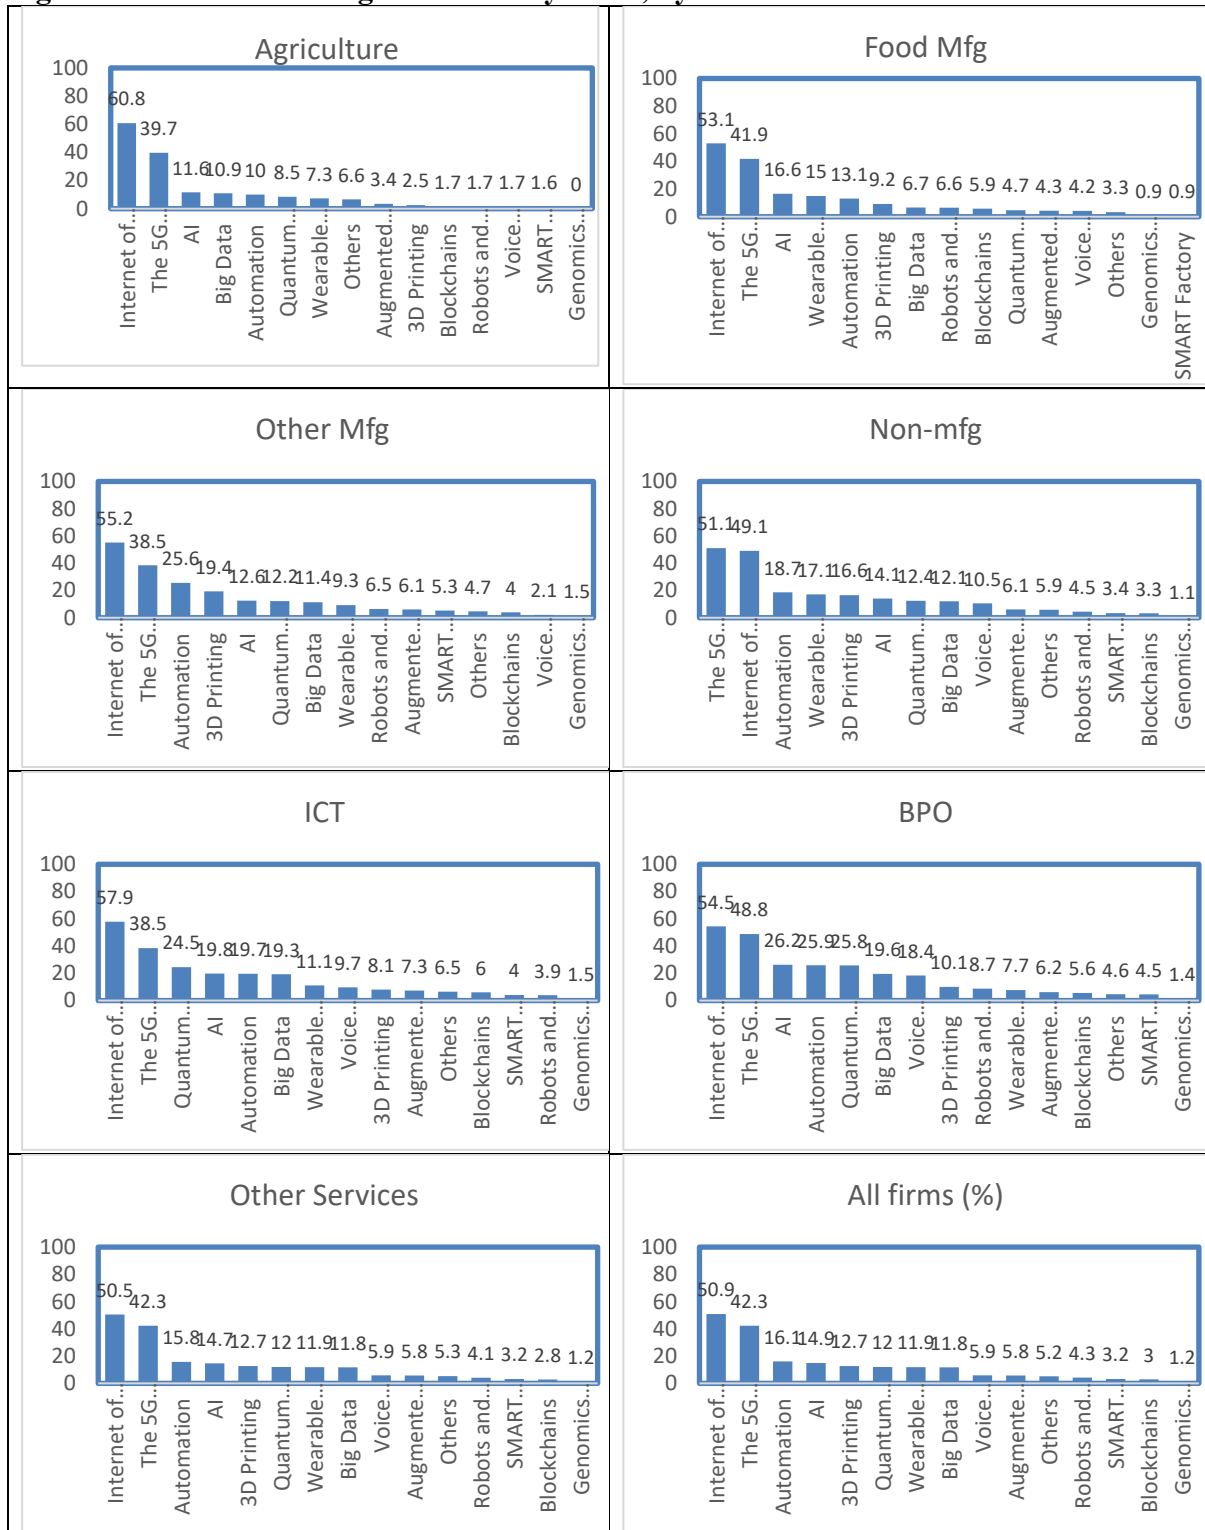 Agriculture
100
80
60
40
20
0
60.8 39.7 11.6 10.9 10 8.5 7.3 6.6 3.4 2.5 1.7 1.7 1.7 1.6 0
Internet of…
The 5G…
AI
Big Data
Automation
Quantum…
Wearable…
Others
Augmented…
3D Printing
Blockchains
Robots and…
Voice…
SMART…
Genomics…
Food Mfg
100
80
60
40
20
0
53.1 41.9 16.6 15 13.1 9.2 6.7 6.6 5.9 4.7 4.3 4.2 3.3 0.9 0.9
Internet of…
The 5G…
AI
Wearable…
Automation
3D Printing
Big Data
Robots and…
Blockchains
Quantum…
Augmented…
Voice…
Others
Genomics…
SMART Factory
Other Mfg
100
80
60
40
20
0
55.2 38.5 25.6 19.4 12.6 12.2 11.4 9.3 6.5 6.1 5.3 4.7 4 2.1 1.5
Internet of…
The 5G…
Automation
3D Printing
AI
Quantum…
Big Data
Wearable…
Robots and…
Augmente…
SMART…
Others
Blockchains
Voice…
Genomics…
Non-mfg
100
80
60
40
20
0
51.1 49.1 18.7 17.1 16.6 14.1 12.4 12.1 10.5 6.1 5.9 4.5 3.4 3.3 1.1
The 5G…
Internet of…
Automation
Wearable…
3D Printing
AI
Quantum…
Big Data
Voice…
Augmente…
Others
Robots and…
SMART…
Blockchains
Genomics…
ICT
100
80
60
40
20
0
57.9 38.5 24.5 19.8 19.7 19.3 11.1 9.7 8.1 7.3 6.5 6 4 3.9 1.5
Internet of…
The 5G…
Quantum…
AI
Automation
Big Data
Wearable…
Voice…
3D Printing
Augmente…
Others
Blockchains
SMART…
Robots and…
Genomics…
BPO
100
80
60
40
20
0
54.5 48.8 26.2 25.9 25.8 19.6 18.4 10.1 8.7 7.7 6.2 5.6 4.6 4.5 1.4
Internet of…
The 5G…
AI
Automation
Quantum…
Big Data
Voice…
3D Printing
Robots and…
Wearable…
Augmente…
Blockchains
Others
SMART…
Genomics…
Other Services
100
80
60
40
20
0
50.5 42.3 15.8 14.7 12.7 12 11.9 11.8 5.9 5.8 5.3 4.1 3.2 2.8 1.2
Internet of…
The 5G…
Automation
AI
3D Printing
Quantum…
Wearable…
Big Data
Voice…
Augmente…
Others
Robots and…
SMART…
Blockchains
Genomics…
All firms (%)
100
80
60
40
20
0
50.9 42.3 16.1 14.9 12.7 12 11.9 11.8 5.9 5.8 5.2 4.3 3.2 3 1.2
Internet of…
The 5G…
Automation
AI
3D Printing
Quantum…
Wearable…
Big Data
Voice…
Augmente…
Others
Robots and…
SMART…
Blockchains
Genomics…